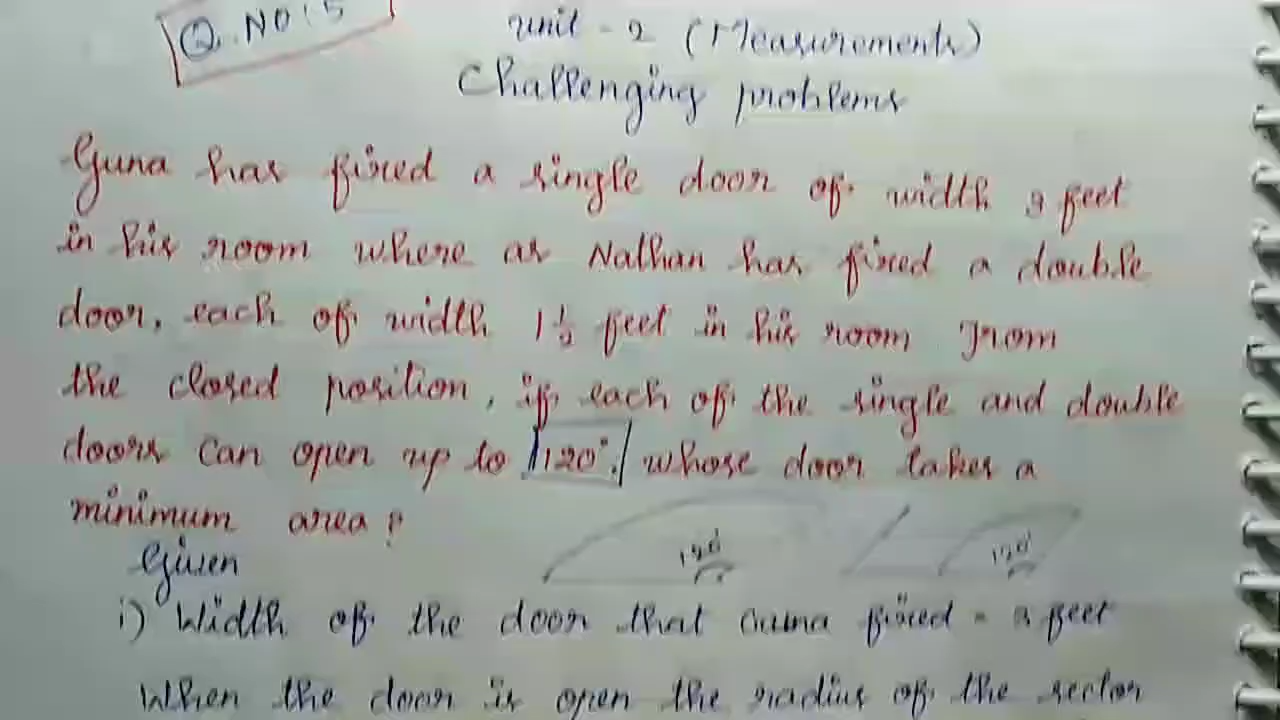 Q. NO: 5
Unit - 2 (Measurements)
Challenging problems
Guna has fixed a single door of width 3 feet
in his room where as Nathan has fixed a double
door, each of width 1 1/2 feet in his room From
the closed position, if each of the single and double
doors can open up to 120°. whose door takes a
minimum area?
120°
120°
Given
i) Width of the door that Guna fixed = 3 feet
When the door is open the radius of the sector